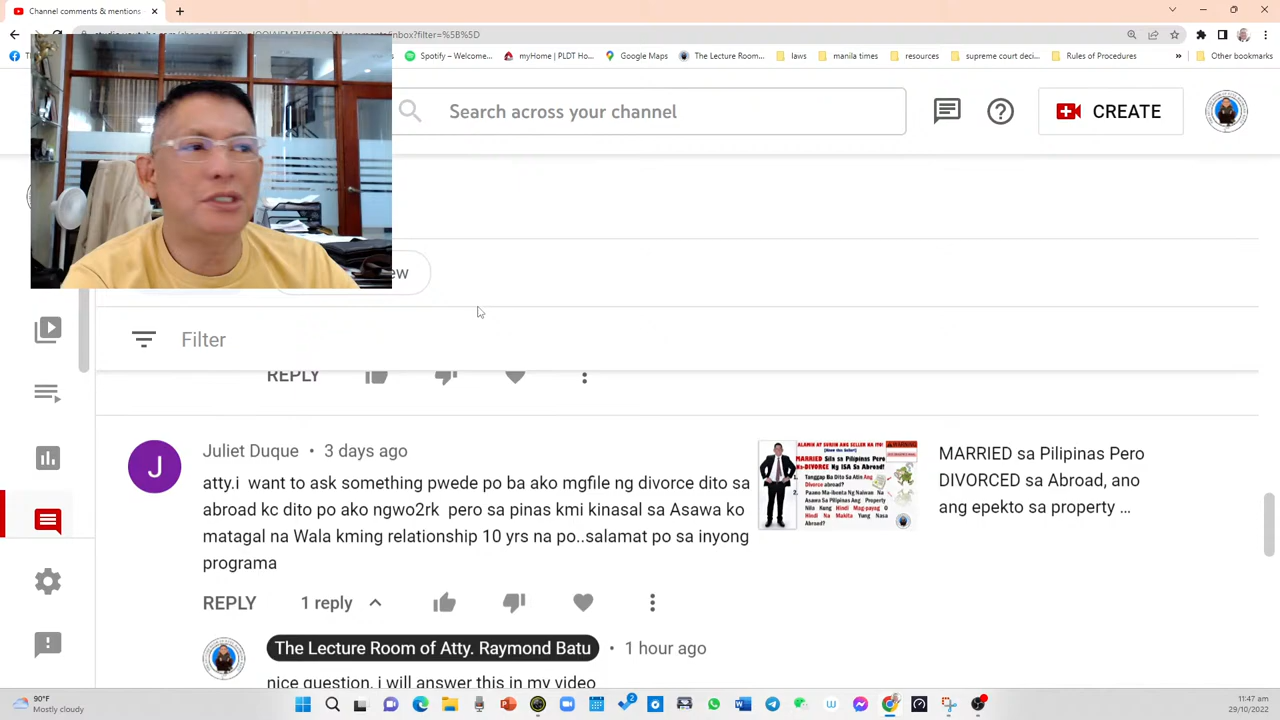 Channel comments & mentions
inbox?filter=%5B%5D
Spotify – Welcome...
myHome | PLDT Ho...
Google Maps
The Lecture Room...
laws
manila times
resources
supreme court deci...
Rules of Procedures
Other bookmarks
Search across your channel
CREATE
Filter
REPLY
Juliet Duque • 3 days ago
atty.i want to ask something pwede po ba ako mgfile ng divorce dito sa
abroad kc dito po ako ngwo2rk pero sa pinas kmi kinasal sa Asawa ko
matagal na Wala kming relationship 10 yrs na po..salamat po sa inyong
programa
MARRIED sa Pilipinas Pero
DIVORCED sa Abroad, ano
ang epekto sa property ...
REPLY
1 reply
The Lecture Room of Atty. Raymond Batu • 1 hour ago
nice question, i will answer this in my video
90°F
Mostly cloudy
2
11:47 am
29/10/2022